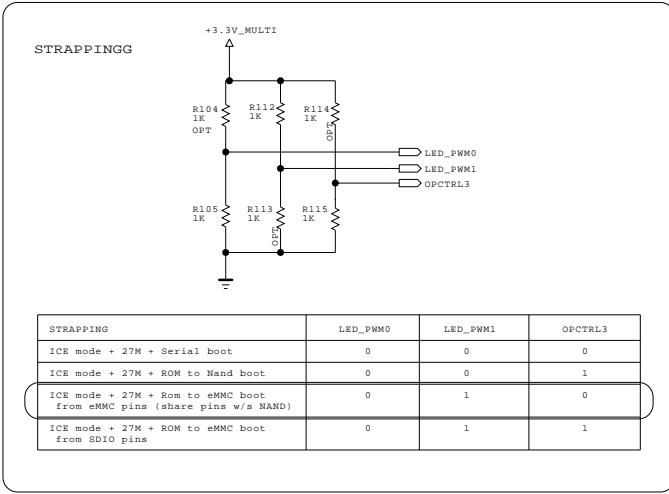 +3.3V_MULTI
STRAPPINGG
R104
1K
OPT
R112
1K
R114
1K
OPT
LED_PWM0
LED_PWM1
OPCTRL3
R105
1K
R113
1K
OPT
R115
1K
STRAPPING LED_PWM0 LED_PWM1 OPCTRL3
ICE mode + 27M + Serial boot 0 0 0
ICE mode + 27M + ROM to Nand boot 0 0 1
ICE mode + 27M + Rom to eMMC boot 0 1 0
from eMMC pins (share pins w/s NAND)
ICE mode + 27M + ROM to eMMC boot 0 1 1
from SDIO pins